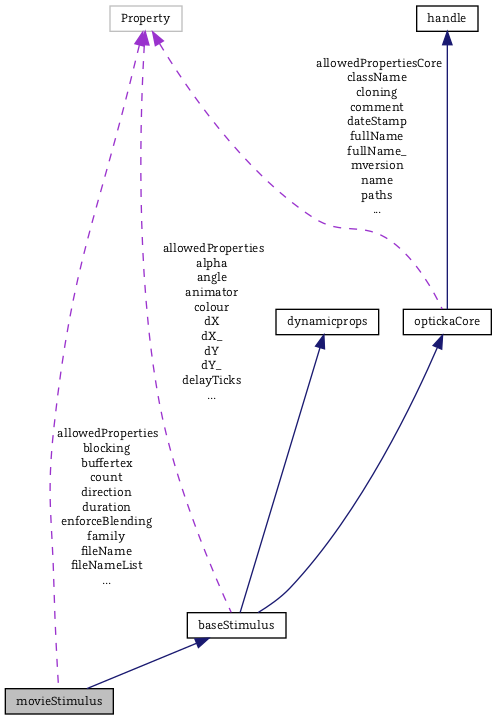 Property
handle
allowedPropertiesCore
className
cloning
comment
dateStamp
fullName
fullName_
mversion
name
paths
...
allowedProperties
alpha
angle
animator
colour
dX
dX_
dY
dY_
delayTicks
...
dynamicprops
optickaCore
allowedProperties
blocking
buffertex
count
direction
duration
enforceBlending
family
fileName
fileNameList
...
baseStimulus
movieStimulus